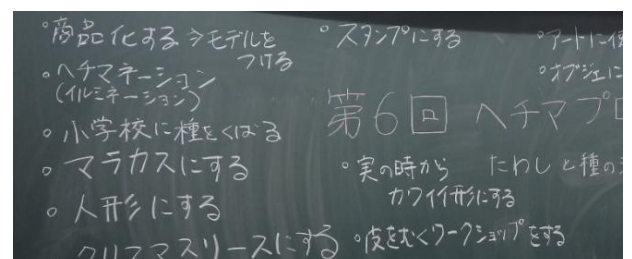 。商品化する⇒モデルを
つける
。ヘチマネーション
(イルミネーション)
。小学校に種をくばる
。マラカスにする
。人形にする
クリスマスリースにする
。スタンプにする
第6回 ヘチマプロ
。実の時から
カワイイ形にする
。皮をむくワークショップをする
。アートに使
。オブジェに
たわしと種の